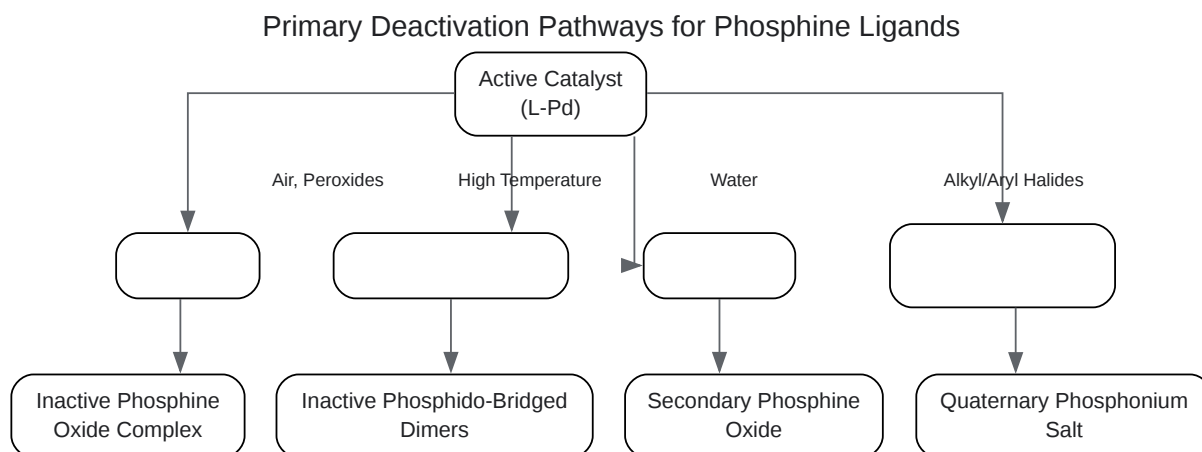 Primary Deactivation Pathways for Phosphine Ligands
Active Catalyst
(L-Pd)
Air, Peroxides
High Temperature
Water
Alkyl/Aryl Halides
Inactive Phosphine
Oxide Complex
Inactive Phosphido-Bridged
Dimers
Secondary Phosphine
Oxide
Quaternary Phosphonium
Salt